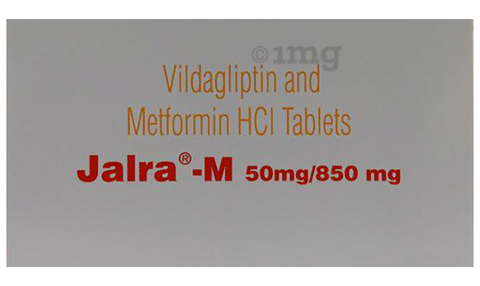 ©1mg
Vildagliptin and
Metformin HCl Tablets
Jalra®-M 50mg/850 mg